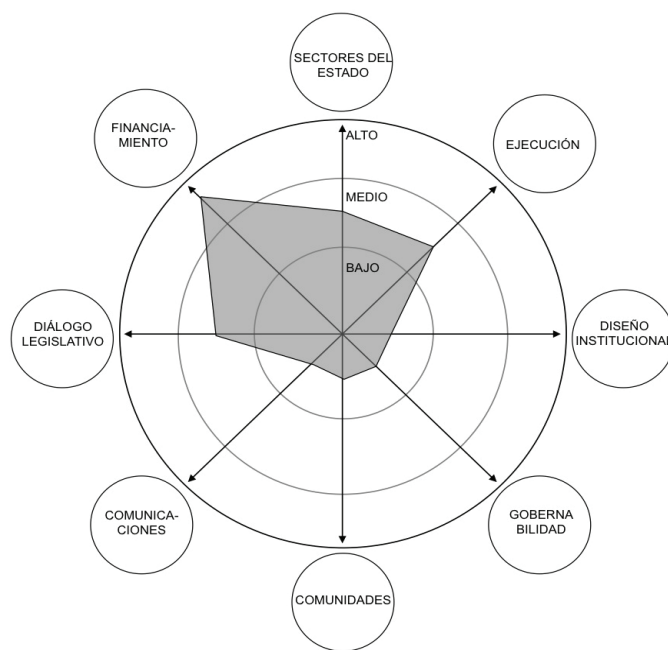 SECTORES DEL
ESTADO
FINANCIA-
MIENTO
ALTO
EJECUCIÓN
MEDIO
BAJO
DIÁLOGO
LEGISLATIVO
DISEÑO
INSTITUCIONAL
COMUNICA-
CIONES
GOBERNA
BILIDAD
COMUNIDADES